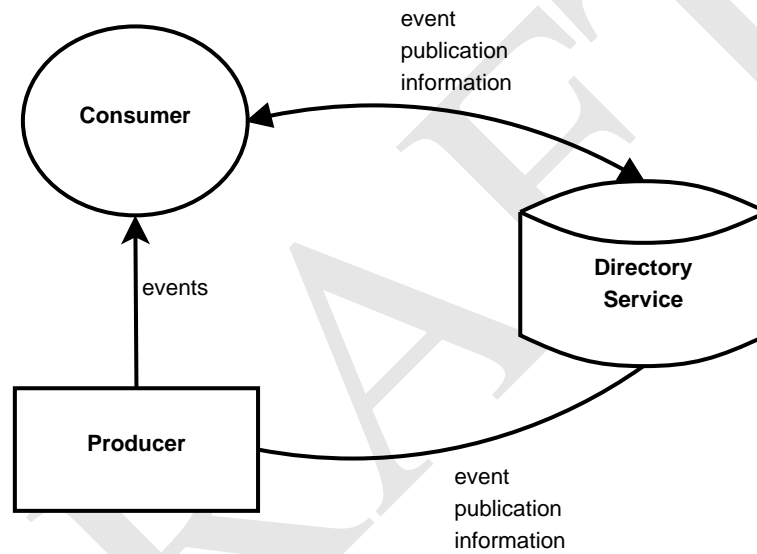 event
publication
information
Consumer
Directory
Service
events
Producer
event
publication
information